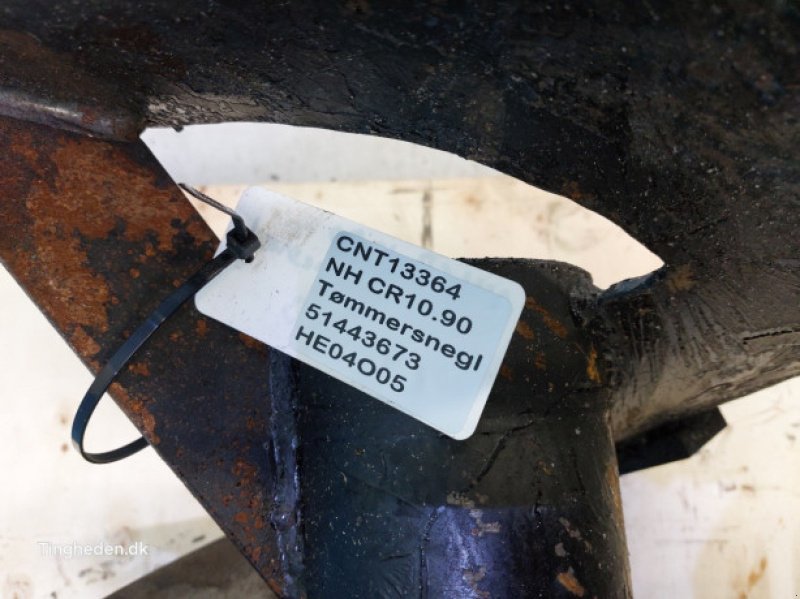 CNT13364
NH CR10.90
Tømmersnegl
51443673
HE04O05
Tingheden.dk